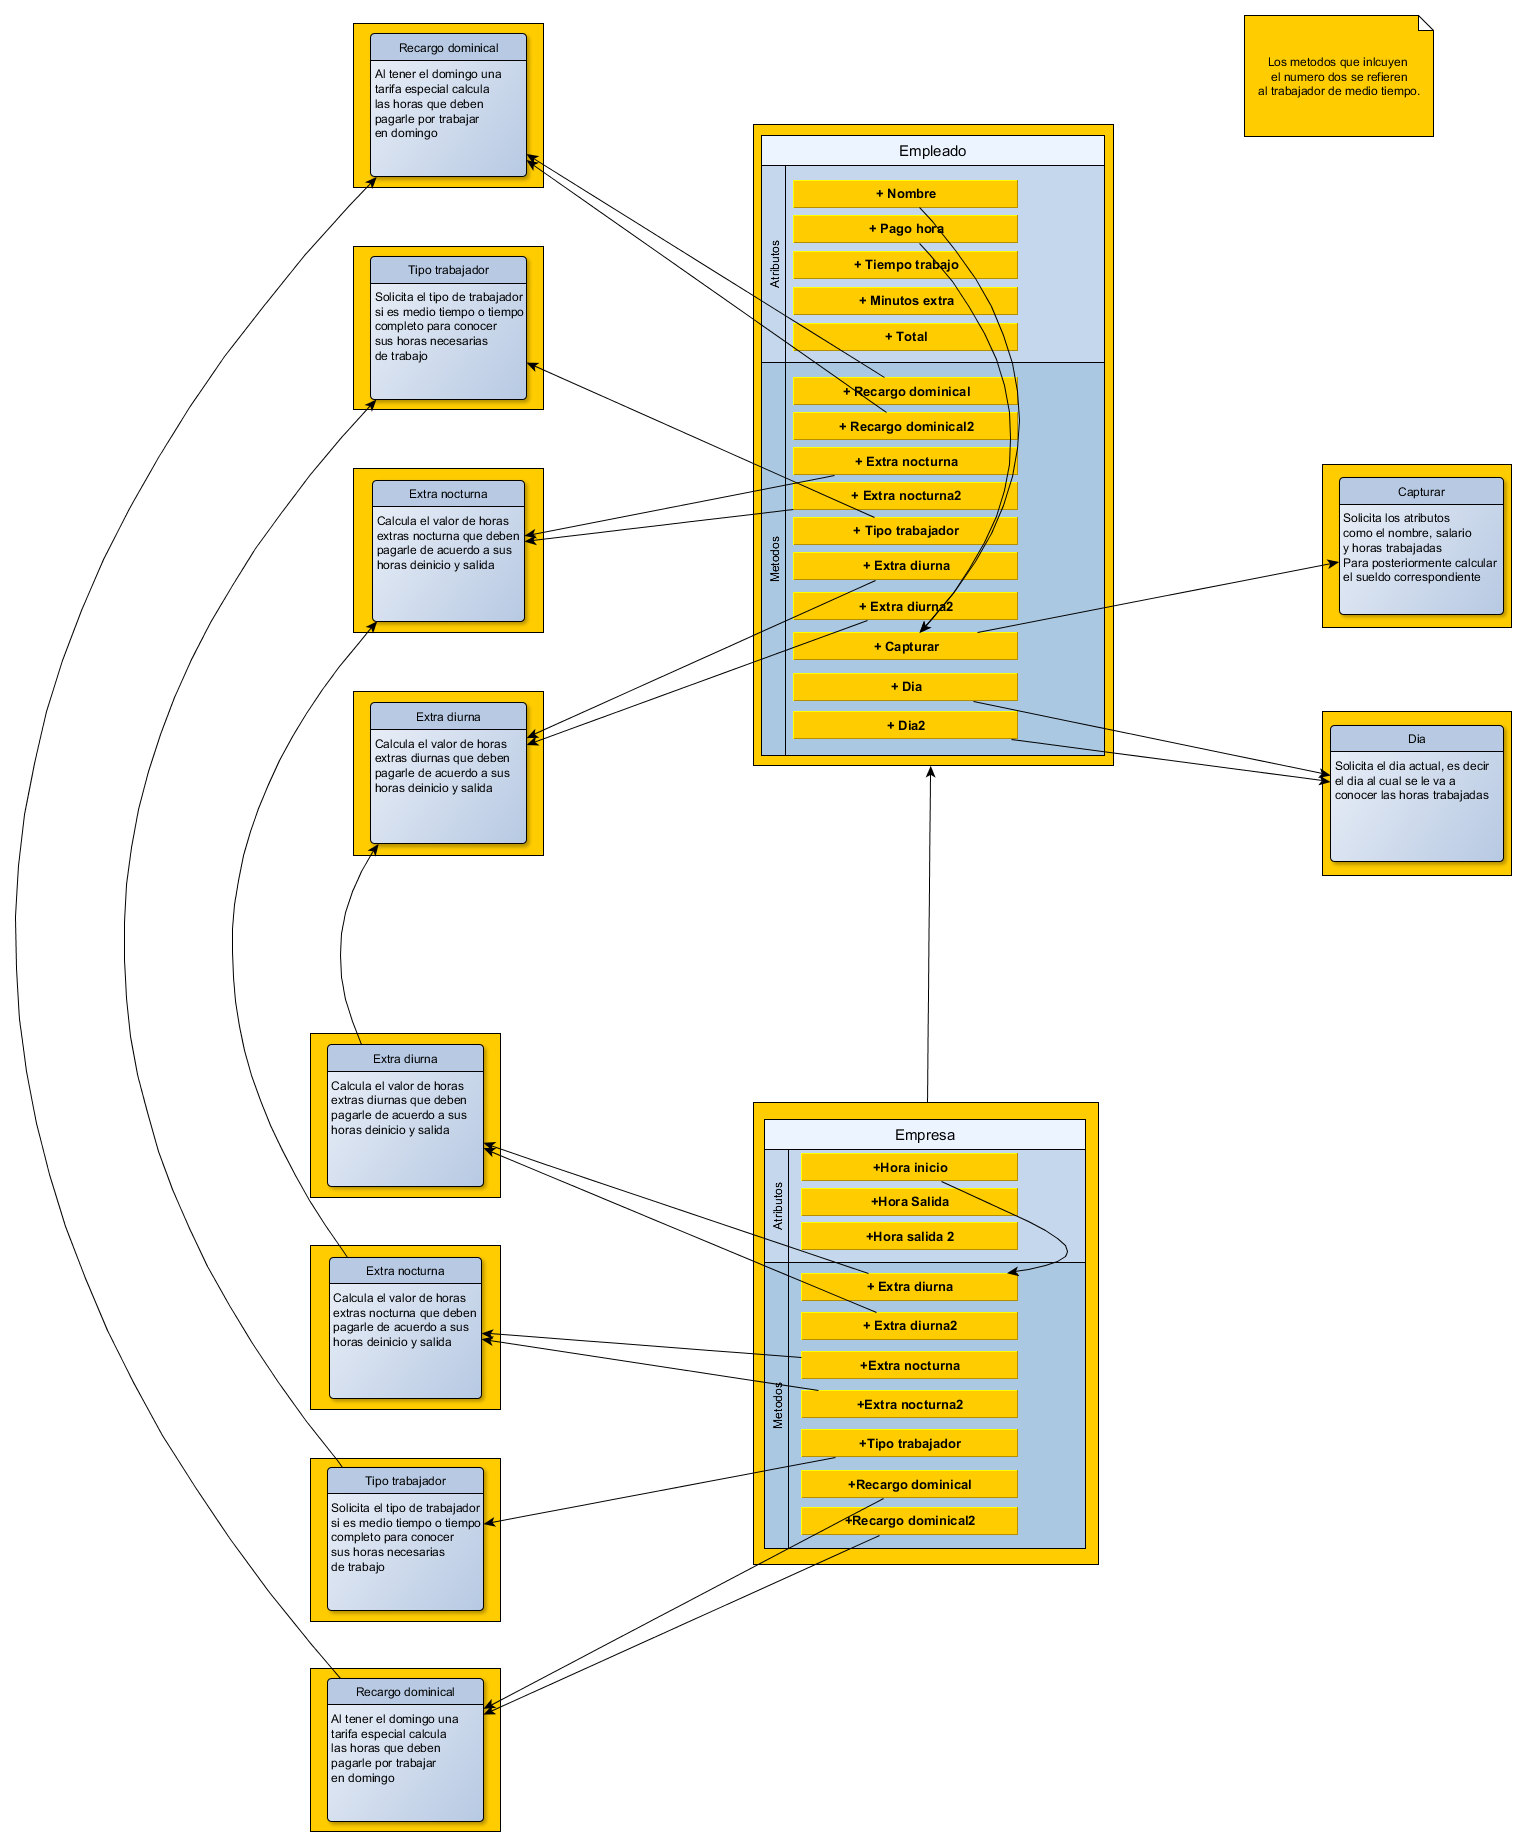 Recargo dominical
Al tener el domingo una
tarifa especial calcula
las horas que deben
pagarle por trabajar
en domingo
Los metodos que inlcuyen
el numero dos se refieren
al trabajador de medio tiempo.
Tipo trabajador
Solicita el tipo de trabajador
si es medio tiempo o tiempo
completo para conocer
sus horas necesarias
de trabajo
Extra nocturna
Calcula el valor de horas
extras nocturna que deben
pagarle de acuerdo a sus
horas deinicio y salida
Extra diurna
Calcula el valor de horas
extras diurnas que deben
pagarle de acuerdo a sus
horas deinicio y salida
Empleado
Atributos
+ Nombre
+ Pago hora
+ Tiempo trabajo
+ Minutos extra
+ Total
Metodos
+ Recargo dominical
+ Recargo dominical2
+ Extra nocturna
+ Extra nocturna2
+ Tipo trabajador
+ Extra diurna
+ Extra diurna2
+ Capturar
+ Dia
+ Dia2
Capturar
Solicita los atributos
como el nombre, salario
y horas trabajadas
Para posteriormente calcular
el sueldo correspondiente
Dia
Solicita el dia actual, es decir
el dia al cual se le va a
conocer las horas trabajadas
Extra diurna
Calcula el valor de horas
extras diurnas que deben
pagarle de acuerdo a sus
horas deinicio y salida
Extra nocturna
Calcula el valor de horas
extras nocturna que deben
pagarle de acuerdo a sus
horas deinicio y salida
Tipo trabajador
Solicita el tipo de trabajador
si es medio tiempo o tiempo
completo para conocer
sus horas necesarias
de trabajo
Recargo dominical
Al tener el domingo una
tarifa especial calcula
las horas que deben
pagarle por trabajar
en domingo
Empresa
Atributos
+Hora inicio
+Hora Salida
+Hora salida 2
Metodos
+ Extra diurna
+ Extra diurna2
+Extra nocturna
+Extra nocturna2
+Tipo trabajador
+Recargo dominical
+Recargo dominical2